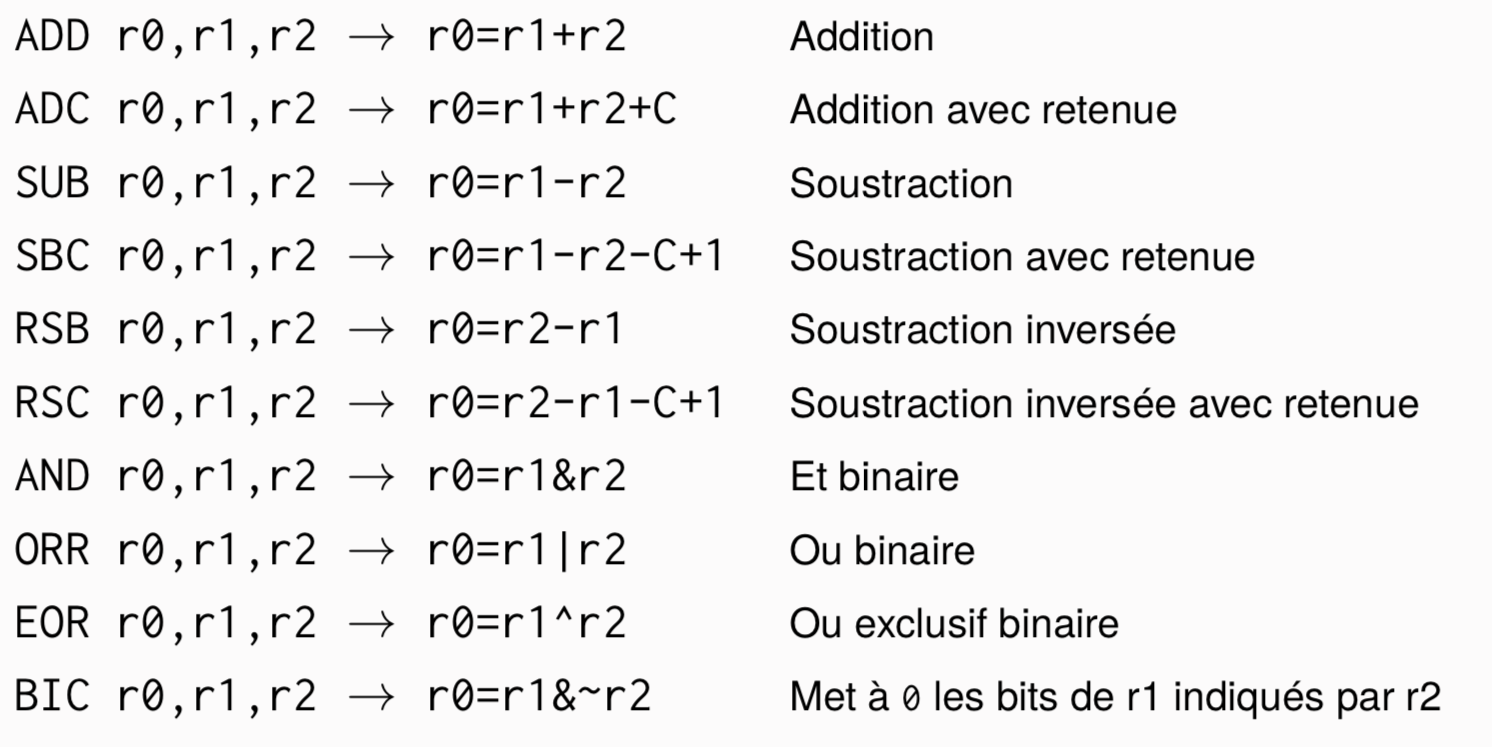 ADD r0,r1,r2 → r0=r1+r2 Addition
ADC r0,r1,r2 → r0=r1+r2+C Addition avec retenue
SUB r0,r1,r2 → r0=r1-r2 Soustraction
SBC r0,r1,r2 → r0=r1-r2-C+1 Soustraction avec retenue
RSB r0,r1,r2 → r0=r2-r1 Soustraction inversée
RSC r0,r1,r2 → r0=r2-r1-C+1 Soustraction inversée avec retenue
AND r0,r1,r2 → r0=r1&r2 Et binaire
ORR r0,r1,r2 → r0=r1|r2 Ou binaire
EOR r0,r1,r2 → r0=r1^r2 Ou exclusif binaire
BIC r0,r1,r2 → r0=r1&~r2 Met à 0 les bits de r1 indiqués par r2